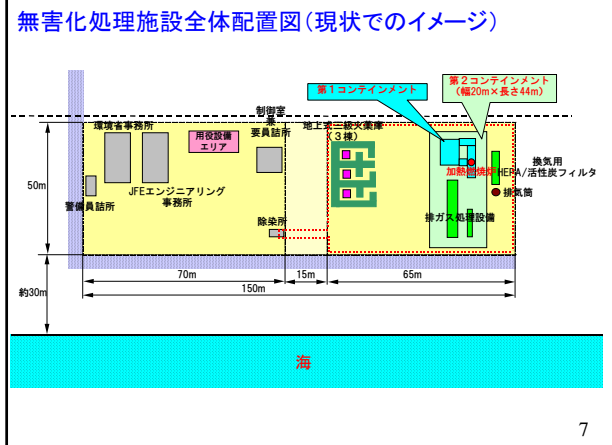 無害化処理施設全体配置図(現状でのイメージ)
第1コンテインメント
第2コンテインメント
(幅20m×長さ44m)
制御室
兼
要員詰所
環境省事務所
用役設備
エリア
地上式三級火薬庫
(3棟)
換気用
HEPA/活性炭フィルタ
加熱燃焼炉
排気筒
50m
JFEエンジニアリング
事務所
警備員詰所
除染所
排ガス処理設備
70m
15m
65m
150m
約30m
海
7